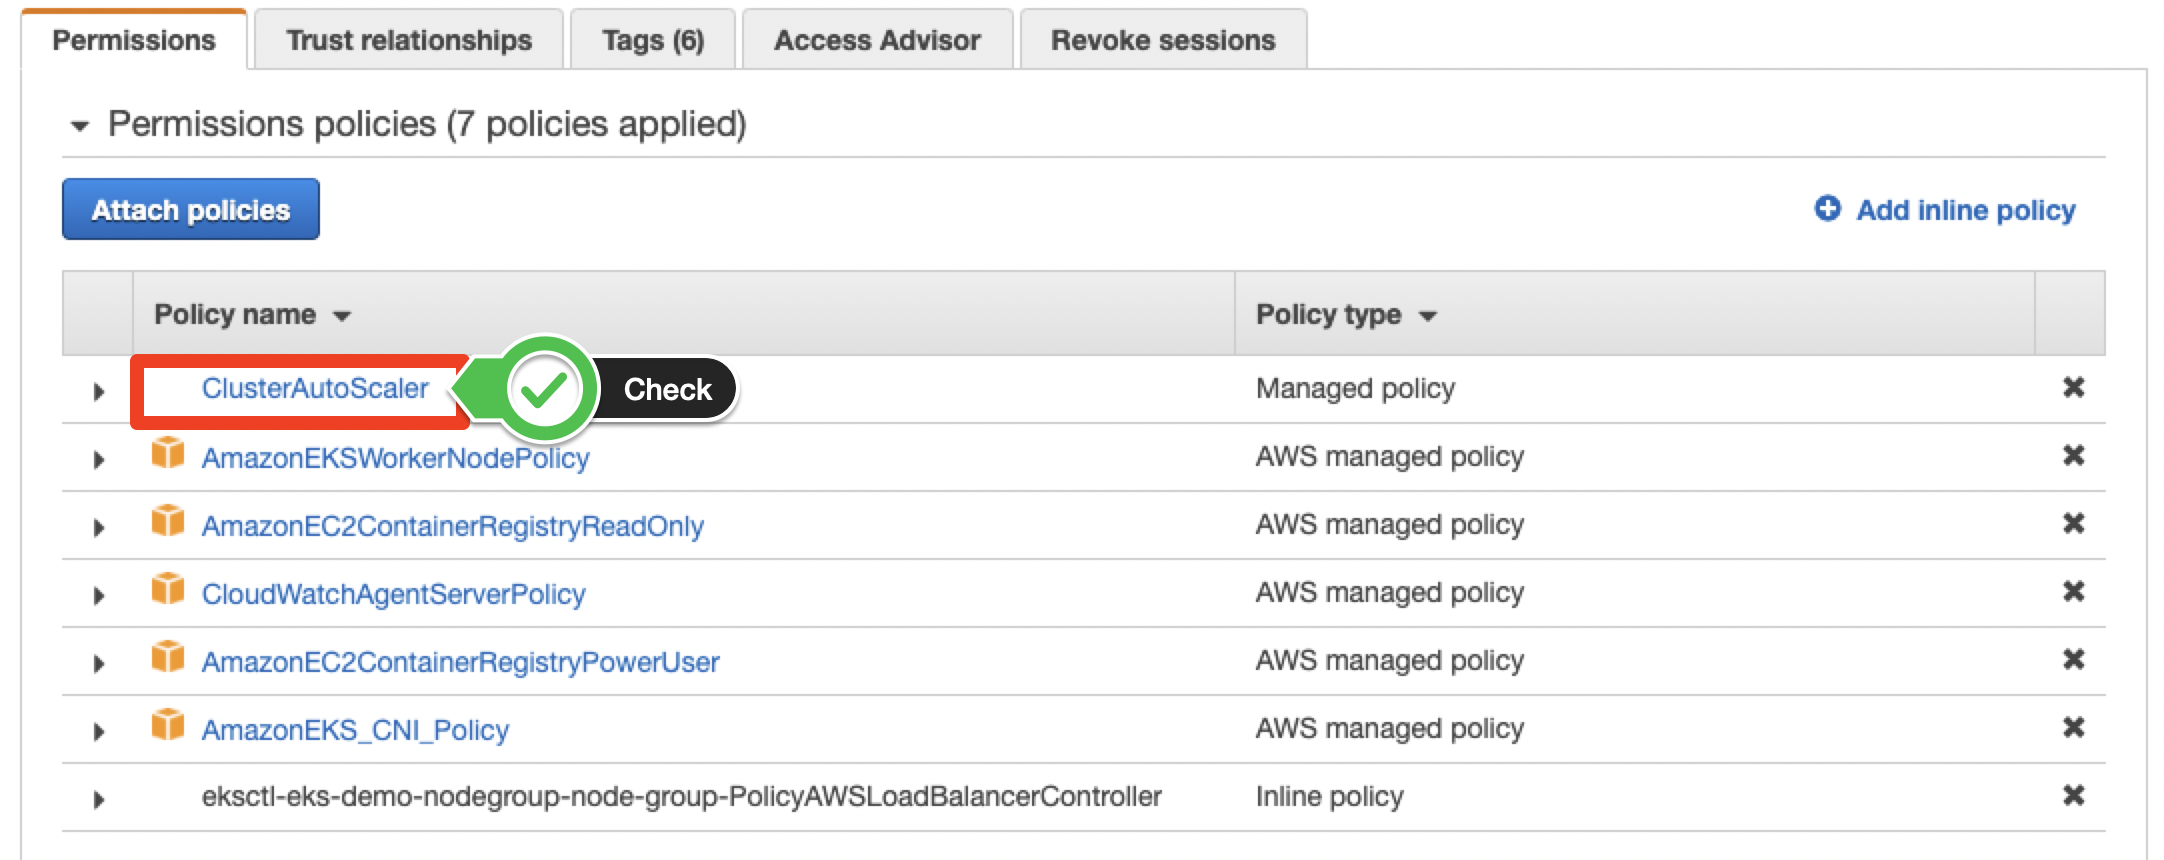 Permissions Trust relationships Tags (6) Access Advisor Revoke sessions
Permissions policies (7 policies applied)
Attach policies Add inline policy
Policy name Policy type
ClusterAutoScaler Check Managed policy
AmazonEKSWorkerNodePolicy AWS managed policy
AmazonEC2ContainerRegistryReadOnly AWS managed policy
CloudWatchAgentServerPolicy AWS managed policy
AmazonEC2ContainerRegistryPowerUser AWS managed policy
AmazonEKS_CNI_Policy AWS managed policy
eksctl-eks-demo-nodegroup-node-group-PolicyAWSLoadBalancerController Inline policy